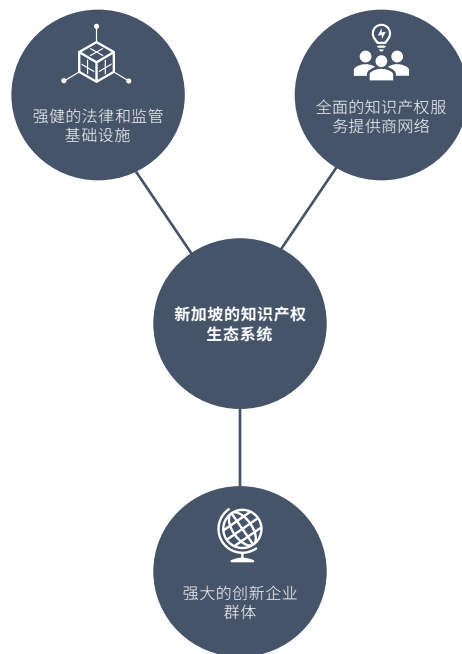 强健的法律和监管
基础设施
全面的知识产权服
务提供商网络
新加坡的知识产权
生态系统
强大的创新企业
群体